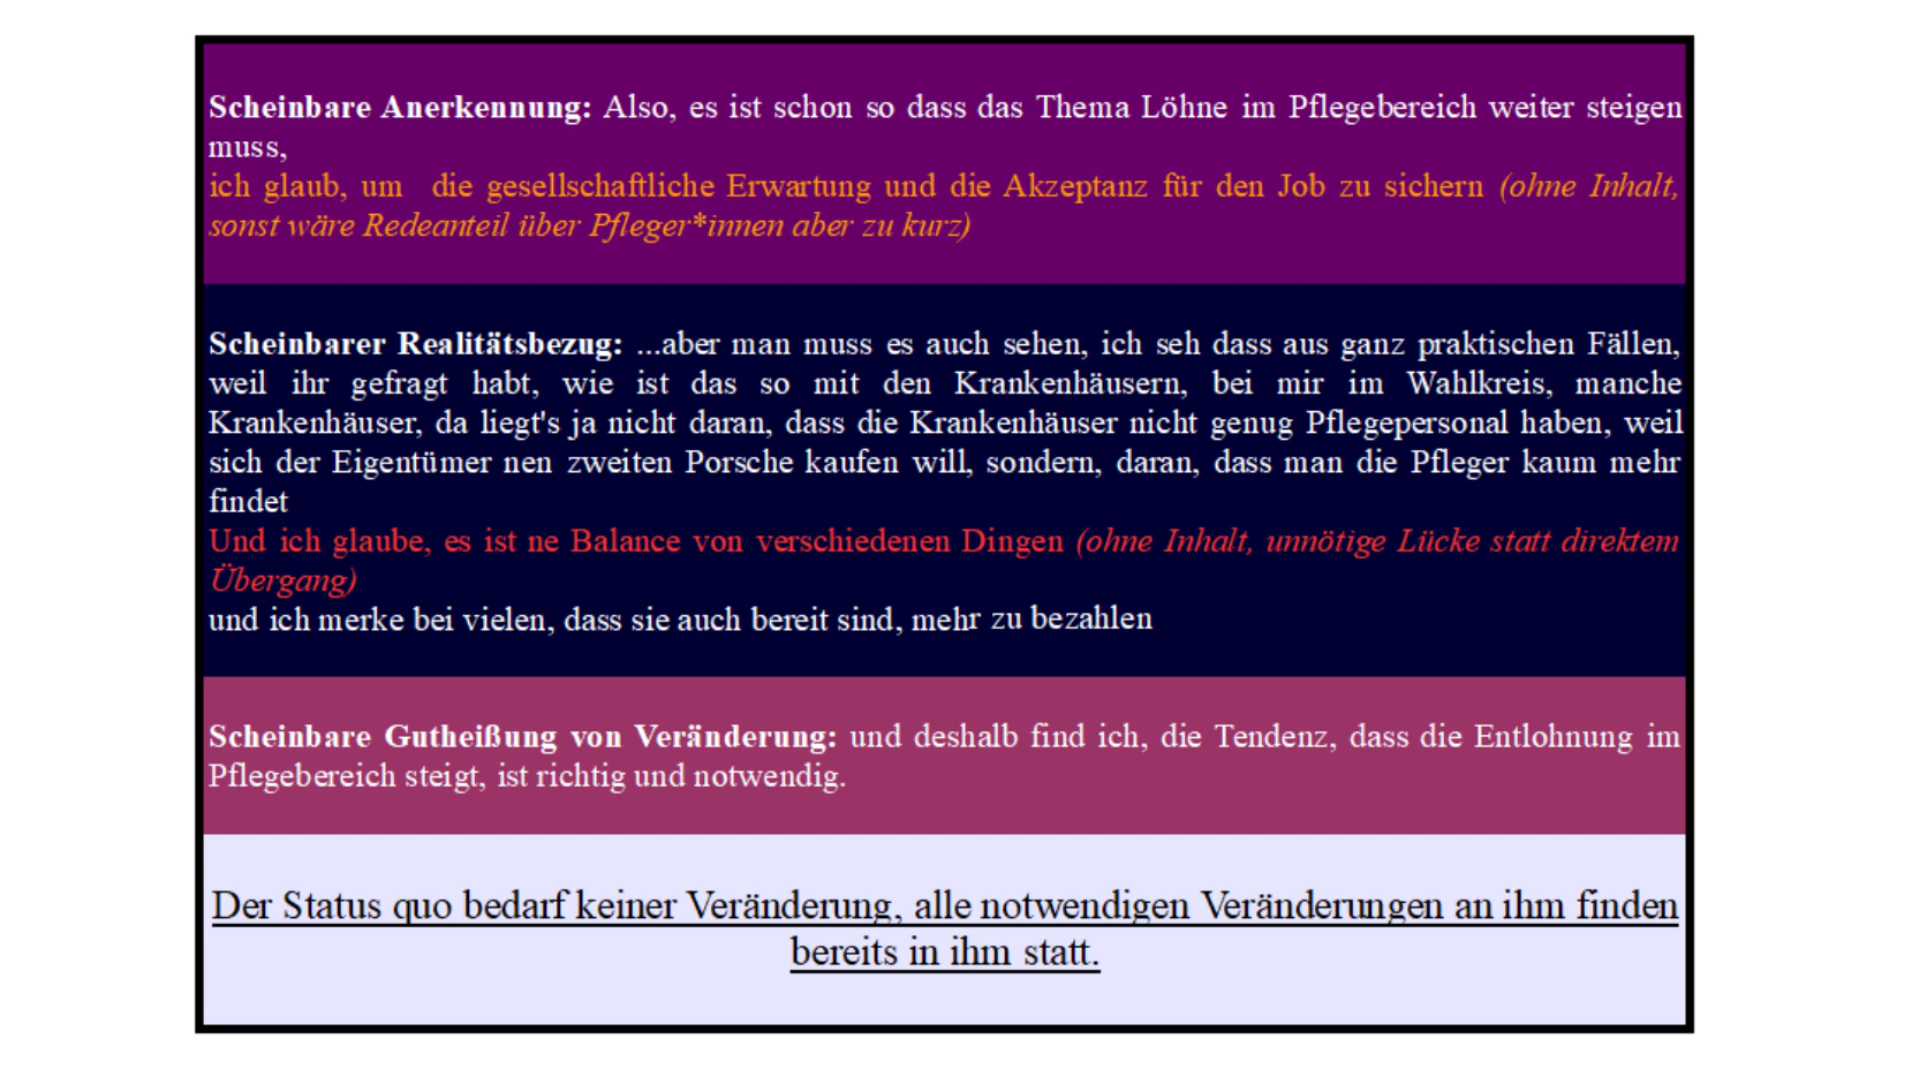 Scheinbare Anerkennung: Also, es ist schon so dass das Thema Löhne im Pflegebereich weiter steigen
muss,
ich glaub, um die gesellschaftliche Erwartung und die Akzeptanz für den Job zu sichern (ohne Inhalt,
sonst wäre Redeanteil über Pfleger*innen aber zu kurz)
Scheinbarer Realitätsbezug: ...aber man muss es auch sehen, ich seh dass aus ganz praktischen Fällen,
weil ihr gefragt habt, wie ist das so mit den Krankenhäusern, bei mir im Wahlkreis, manche
Krankenhäuser, da liegt's ja nicht daran, dass die Krankenhäuser nicht genug Pflegepersonal haben, weil
sich der Eigentümer nen zweiten Porsche kaufen will, sondern, daran, dass man die Pfleger kaum mehr
findet
Und ich glaube, es ist ne Balance von verschiedenen Dingen (ohne Inhalt, unnötige Lücke statt direktem
Übergang)
und ich merke bei vielen, dass sie auch bereit sind, mehr zu bezahlen
Scheinbare Gutheißung von Veränderung: und deshalb find ich, die Tendenz, dass die Entlohnung im
Pflegebereich steigt, ist richtig und notwendig.
Der Status quo bedarf keiner Veränderung, alle notwendigen Veränderungen an ihm finden
bereits in ihm statt.